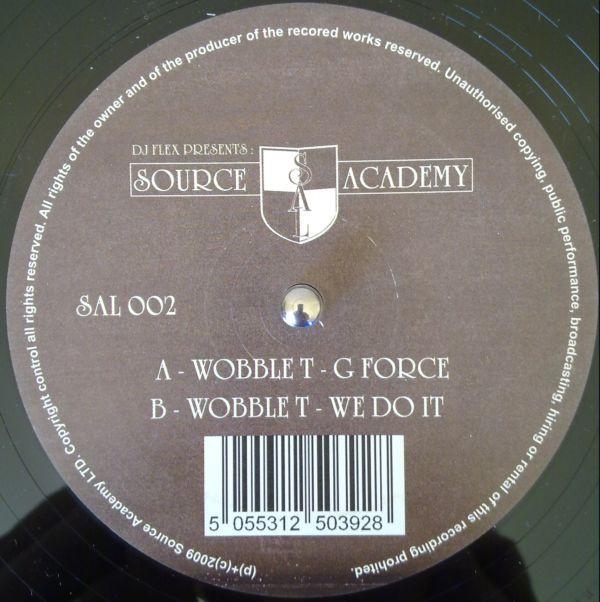 DJ FLEX PRESENTS :
SOURCE SAL ACADEMY
SAL 002
A - WOBBLE T - G FORCE
B - WOBBLE T - WE DO IT
5 055312 503928
(p)+(c)2009 Source Academy LTD. Copyright control all rights reserved. All rights of the owner and of the producer of the recored works reserved. Unauthorised copying, public performance, broadcasting, hiring or rental of this recording prohited.